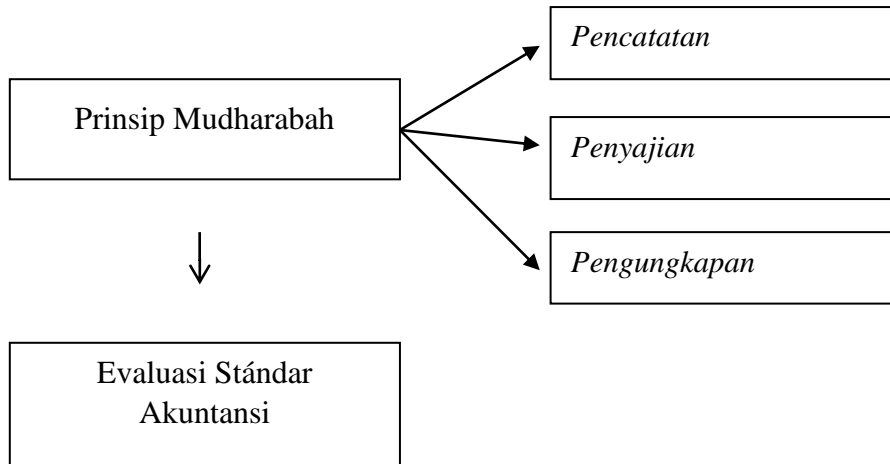 Prinsip Mudharabah
Pencatatan
Penyajian
Pengungkapan
Evaluasi Stándar
Akuntansi